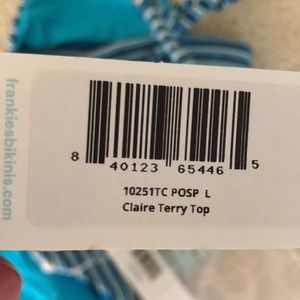 frankiesbikinis.com
8 40123 65446 5
10251TC POSP L
Claire Terry Top